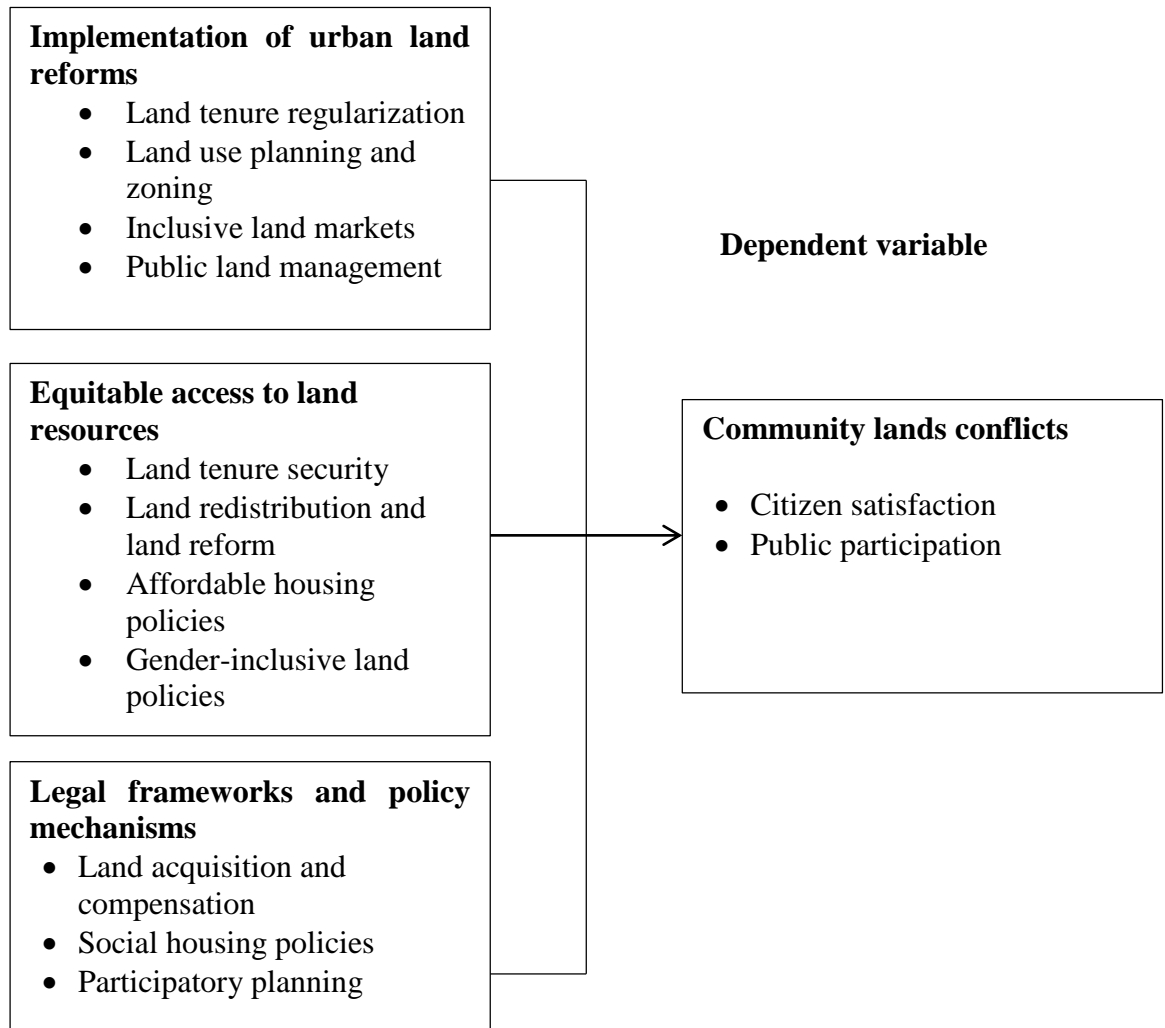 Implementation of urban land
reforms
• Land tenure regularization
• Land use planning and
zoning
• Inclusive land markets
• Public land management
Dependent variable
Equitable access to land
resources
• Land tenure security
• Land redistribution and
land reform
• Affordable housing
policies
• Gender-inclusive land
policies
Community lands conflicts
• Citizen satisfaction
• Public participation
Legal frameworks and policy
mechanisms
• Land acquisition and
compensation
• Social housing policies
• Participatory planning